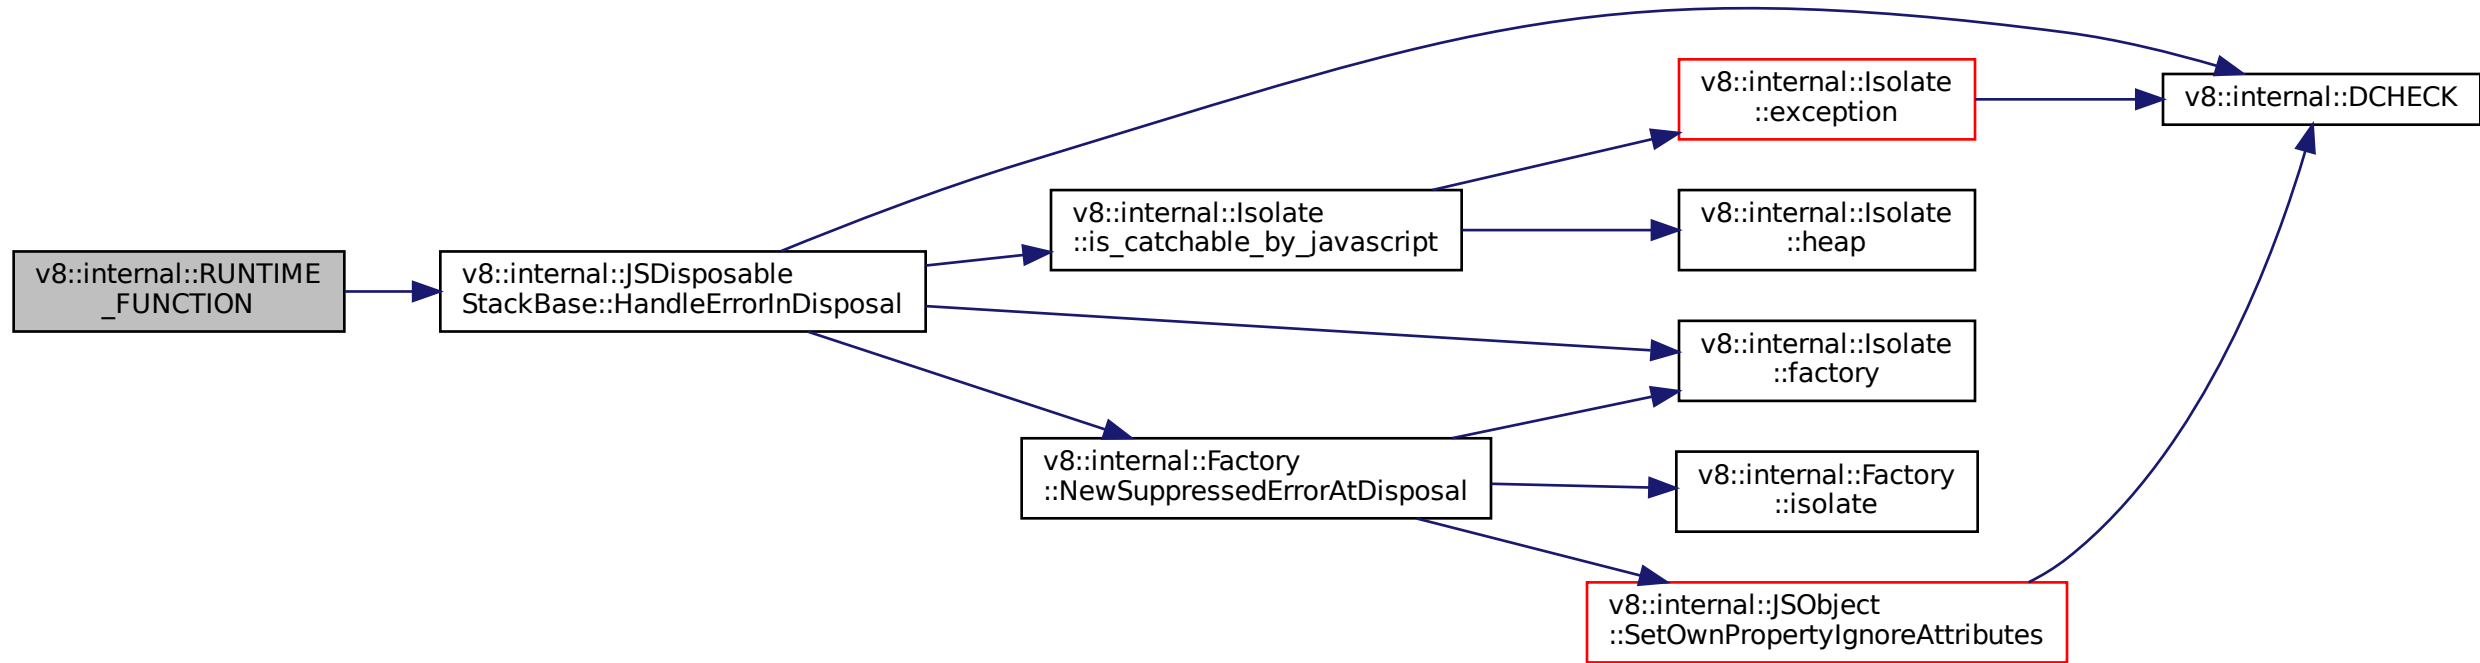 v8::internal::RUNTIME
_FUNCTION
v8::internal::JSDisposable
StackBase::HandleErrorInDisposal
v8::internal::Isolate
::is_catchable_by_javascript
v8::internal::Factory
::NewSuppressedErrorAtDisposal
v8::internal::Isolate
::exception
v8::internal::Isolate
::heap
v8::internal::Isolate
::factory
v8::internal::Factory
::isolate
v8::internal::JSObject
::SetOwnPropertyIgnoreAttributes
v8::internal::DCHECK